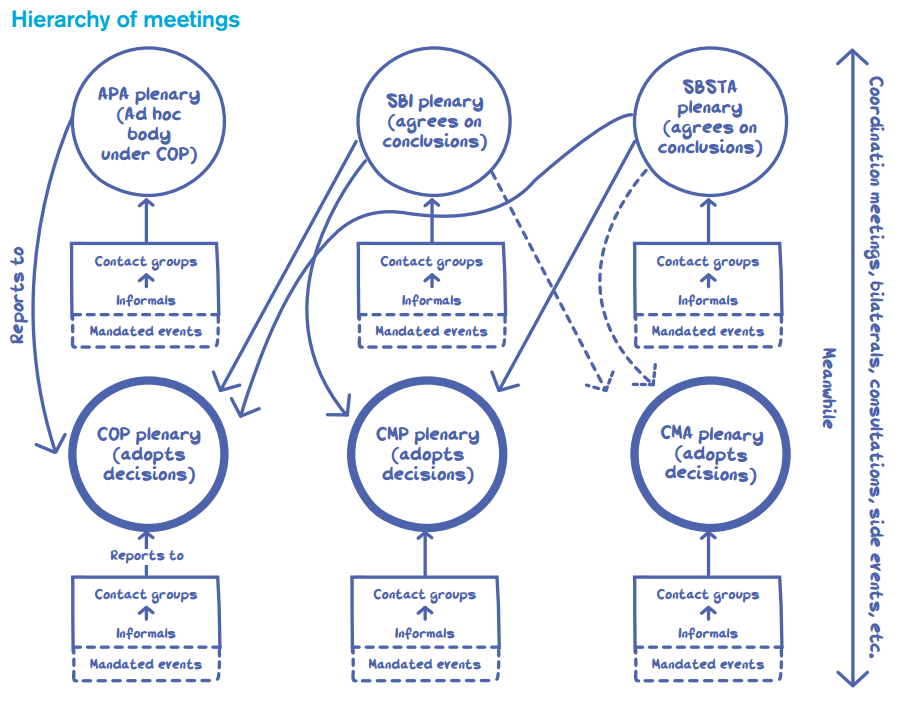 Hierarchy of meetings
APA plenary
(Ad hoc
body
under COP)
SBI plenary
(agrees on
conclusions)
SBSTA
plenary
(agrees on
conclusions)
Contact groups
Informals
Mandated events
Contact groups
Informals
Mandated events
Contact groups
Informals
Mandated events
Reports to
COP plenary
(adopts
decisions)
CMP plenary
(adopts
decisions)
CMA plenary
(adopts
decisions)
Reports to
Contact groups
Informals
Mandated events
Contact groups
Informals
Mandated events
Contact groups
Informals
Mandated events
Meanwhile
Coordination meetings, bilaterals, consultations, side events, etc.